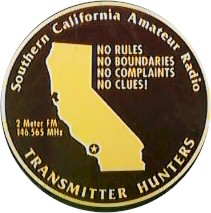 Southern California Amateur Radio
NO RULES
NO BOUNDARIES
NO COMPLAINTS
NO CLUES!
2 Meter FM
146.565 MHz
TRANSMITTER HUNTERS